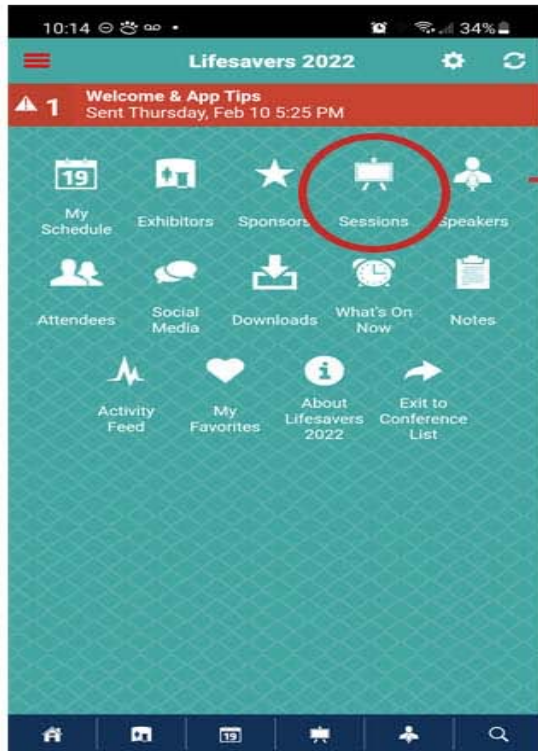 10:14 34%
Lifesavers 2022
1 Welcome & App Tips
Sent Thursday, Feb 10 5:25 PM
19
My
Schedule
Exhibitors
Sponsors
Sessions
Speakers
Attendees
Social
Media
Downloads
What's On
Now
Notes
Activity
Feed
My
Favorites
About
Lifesavers
2022
Exit to
Conference
List
19